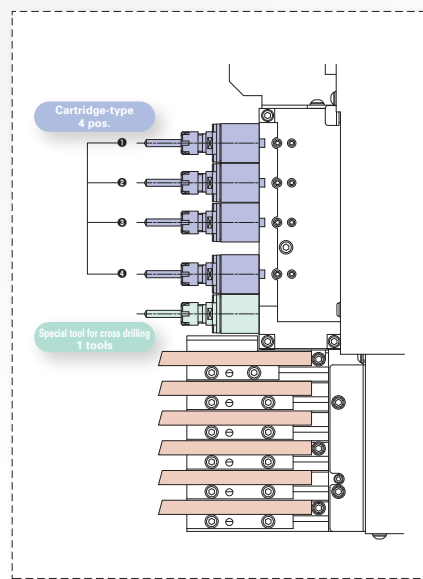 Cartridge-type
4 pos.
❶
❷
❸
❹
Special tool for cross drilling
1 tools